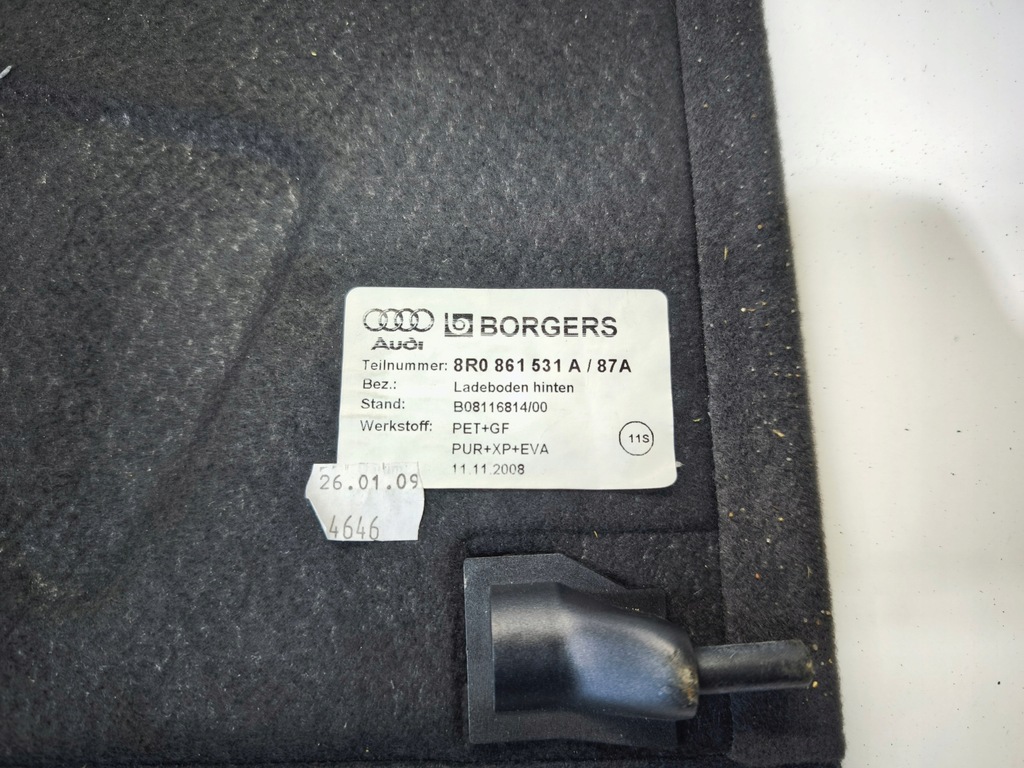 Audi BORGERS
Teilnummer: 8R0 861 531 A / 87A
Bez.: Ladeboden hinten
Stand: B08116814/00
Werkstoff: PET+GF
PUR+XP+EVA
11S
11.11.2008
26.01.09
4646